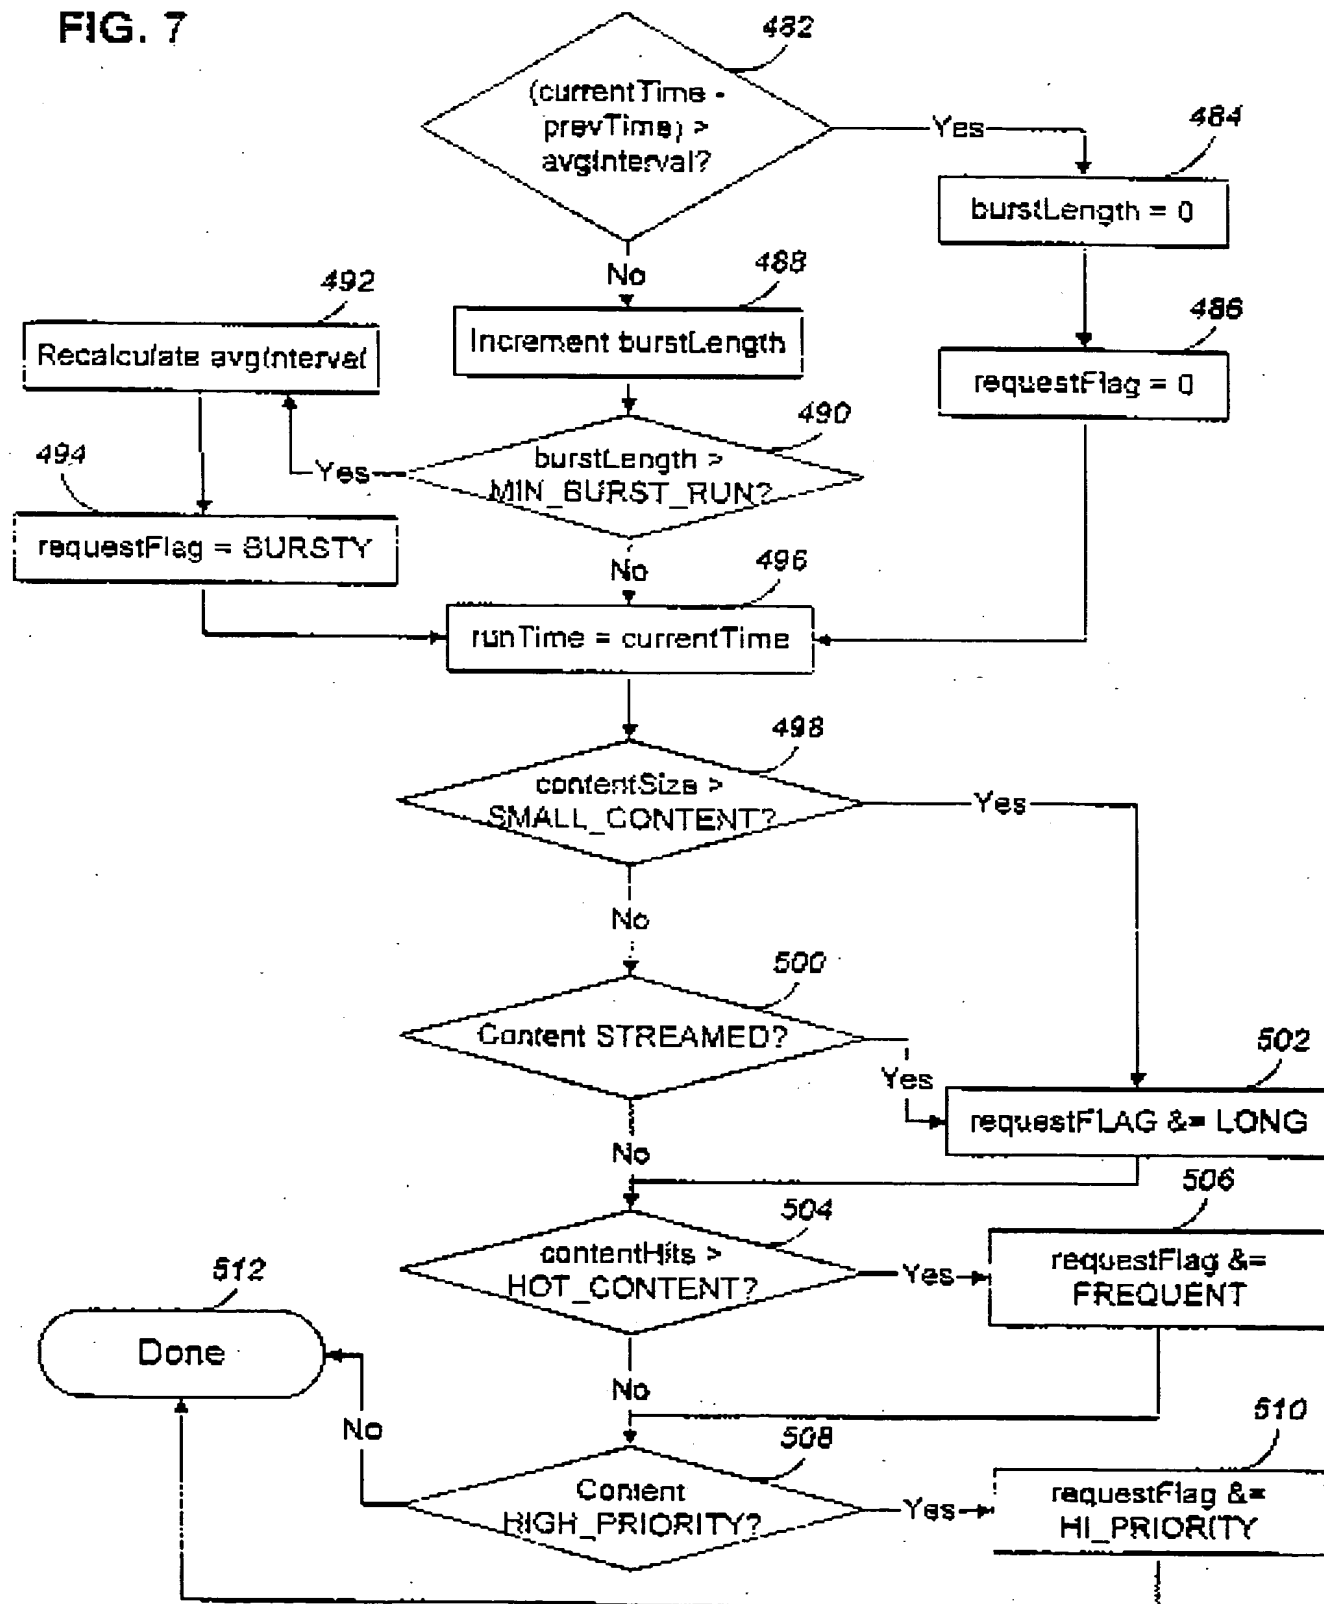 FIG. 7
482
(currentTime -
prevTime) >
avgInterval?
Yes
484
burstLength = 0
No
488
492
486
Recalculate avgInterval
Increment burstLength
requestFlag = 0
490
494
Yes
burstLength >
MIN_BURST_RUN?
requestFlag = BURSTY
No
496
runTime = currentTime
498
contentSize >
SMALL_CONTENT?
Yes
No
500
Content STREAMED?
Yes
502
requestFLAG &= LONG
No
506
504
contentHits >
HOT_CONTENT?
Yes
requestFlag &=
FREQUENT
512
Done
No
No
508
510
Content
HIGH_PRIORITY?
Yes
requestFlag &=
HI_PRIORITY